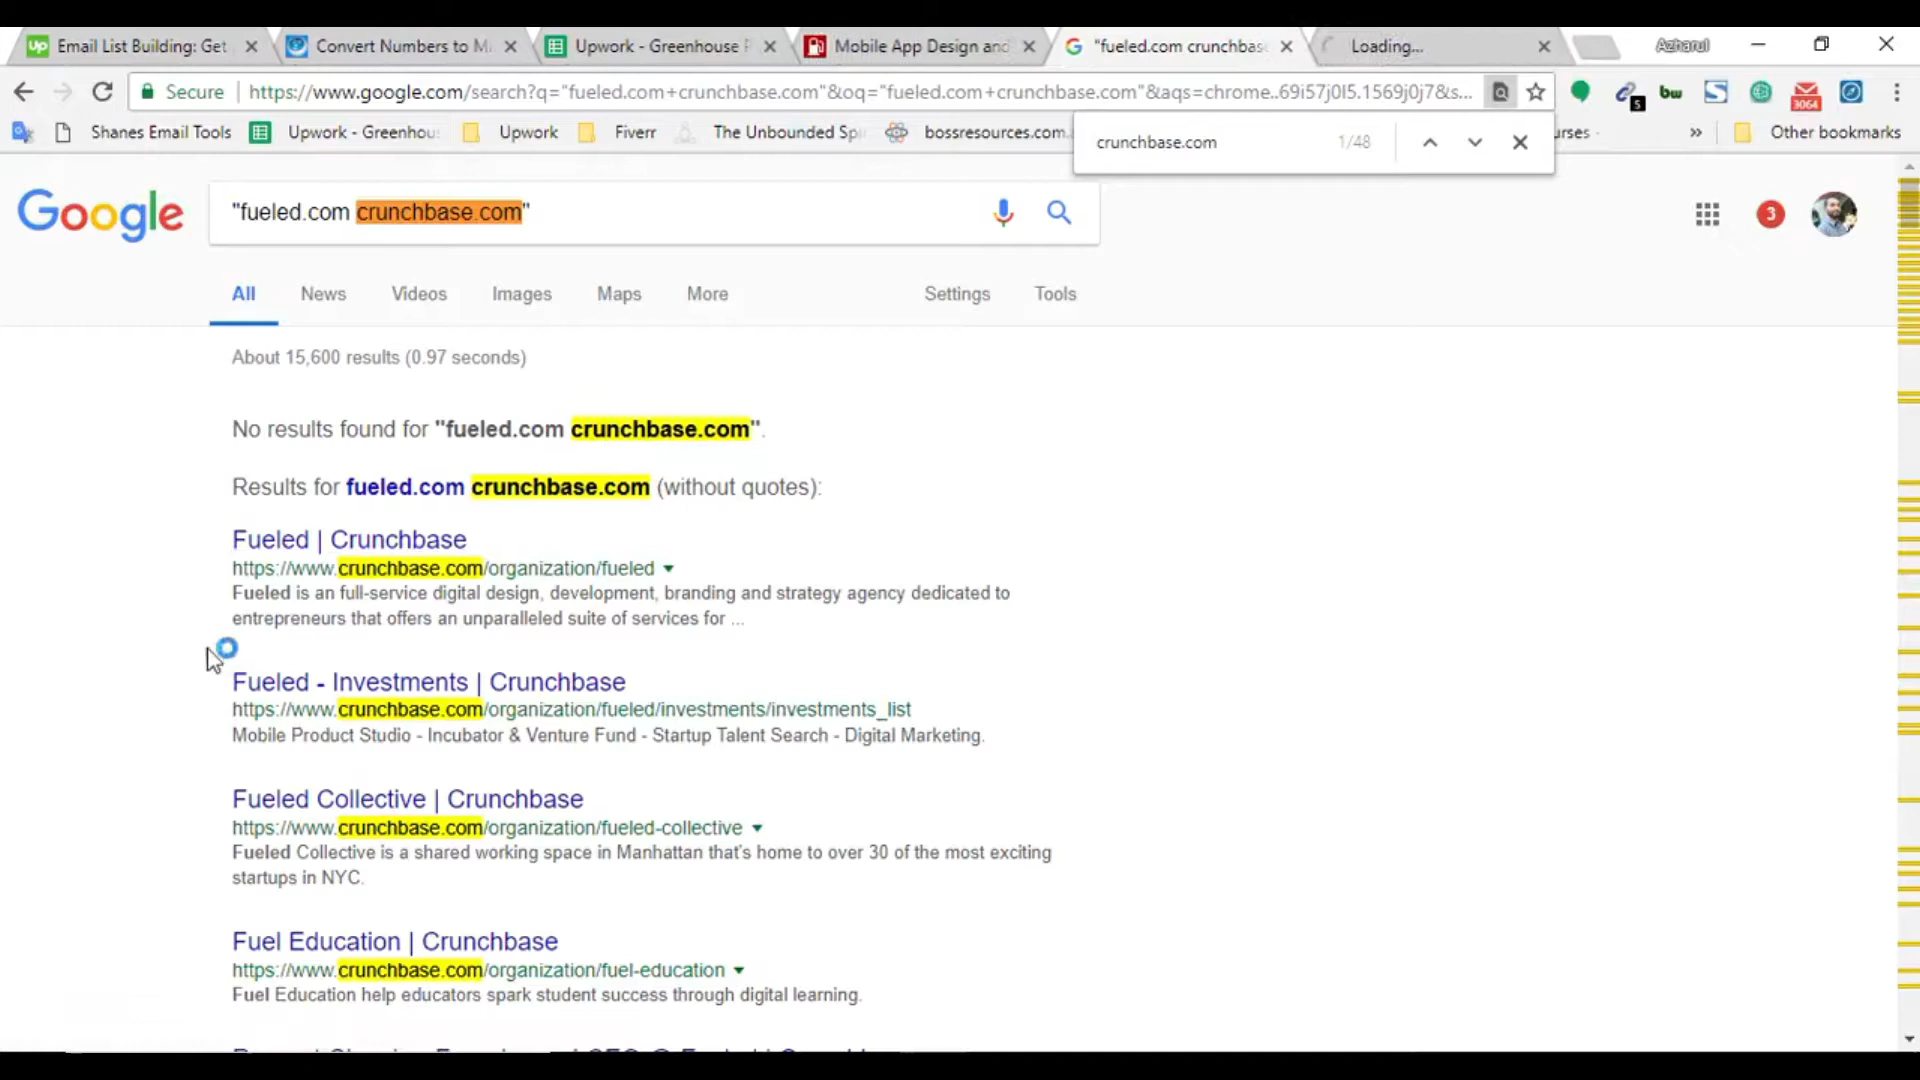 Email List Building: Get
Convert Numbers to Mi
Upwork - Greenhouse
Mobile App Design and
"fueled.com crunchbase
Loading...
Azharul
Secure
https://www.google.com/search?q="fueled.com+crunchbase.com"&oq="fueled.com+crunchbase.com"&aqs=chrome..69i57j0l5.1569j0j7&s...
5
bw
3064
Shanes Email Tools
Upwork - Greenhou
Upwork
Fiverr
The Unbounded Spi
bossresources.com
urses -
»
Other bookmarks
crunchbase.com
1/48
Google
"fueled.com crunchbase.com"
3
All
News
Videos
Images
Maps
More
Settings
Tools
About 15,600 results (0.97 seconds)
No results found for "fueled.com crunchbase.com".
Results for fueled.com crunchbase.com (without quotes):
Fueled | Crunchbase
https://www.crunchbase.com/organization/fueled
Fueled is an full-service digital design, development, branding and strategy agency dedicated to
entrepreneurs that offers an unparalleled suite of services for ...
Fueled - Investments | Crunchbase
https://www.crunchbase.com/organization/fueled/investments/investments_list
Mobile Product Studio - Incubator & Venture Fund - Startup Talent Search - Digital Marketing.
Fueled Collective | Crunchbase
https://www.crunchbase.com/organization/fueled-collective
Fueled Collective is a shared working space in Manhattan that's home to over 30 of the most exciting
startups in NYC.
Fuel Education | Crunchbase
https://www.crunchbase.com/organization/fuel-education
Fuel Education help educators spark student success through digital learning.